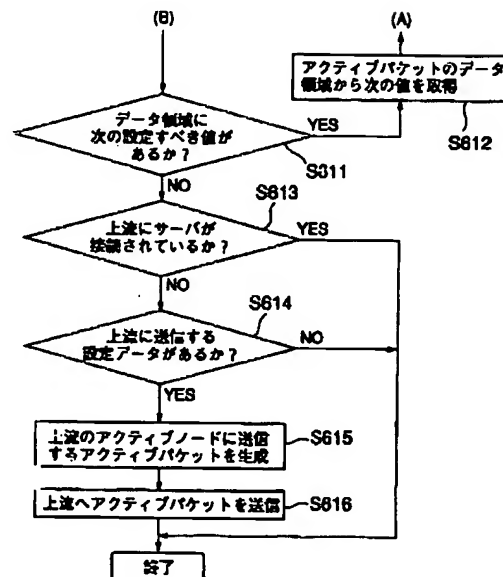 (B)
(A)
アクティブパケットのデータ
領域から次の値を取得
S612
データ領域に
次の設定すべき値が
あるか？
YES
S611
NO
S613
上流にサーバが
接続されているか？
YES
NO
S614
上流に送信する
設定データがあるか？
NO
YES
上流のアクティブノードに送信
するアクティブパケットを生成
S615
上流へアクティブパケットを送信
S616
終了